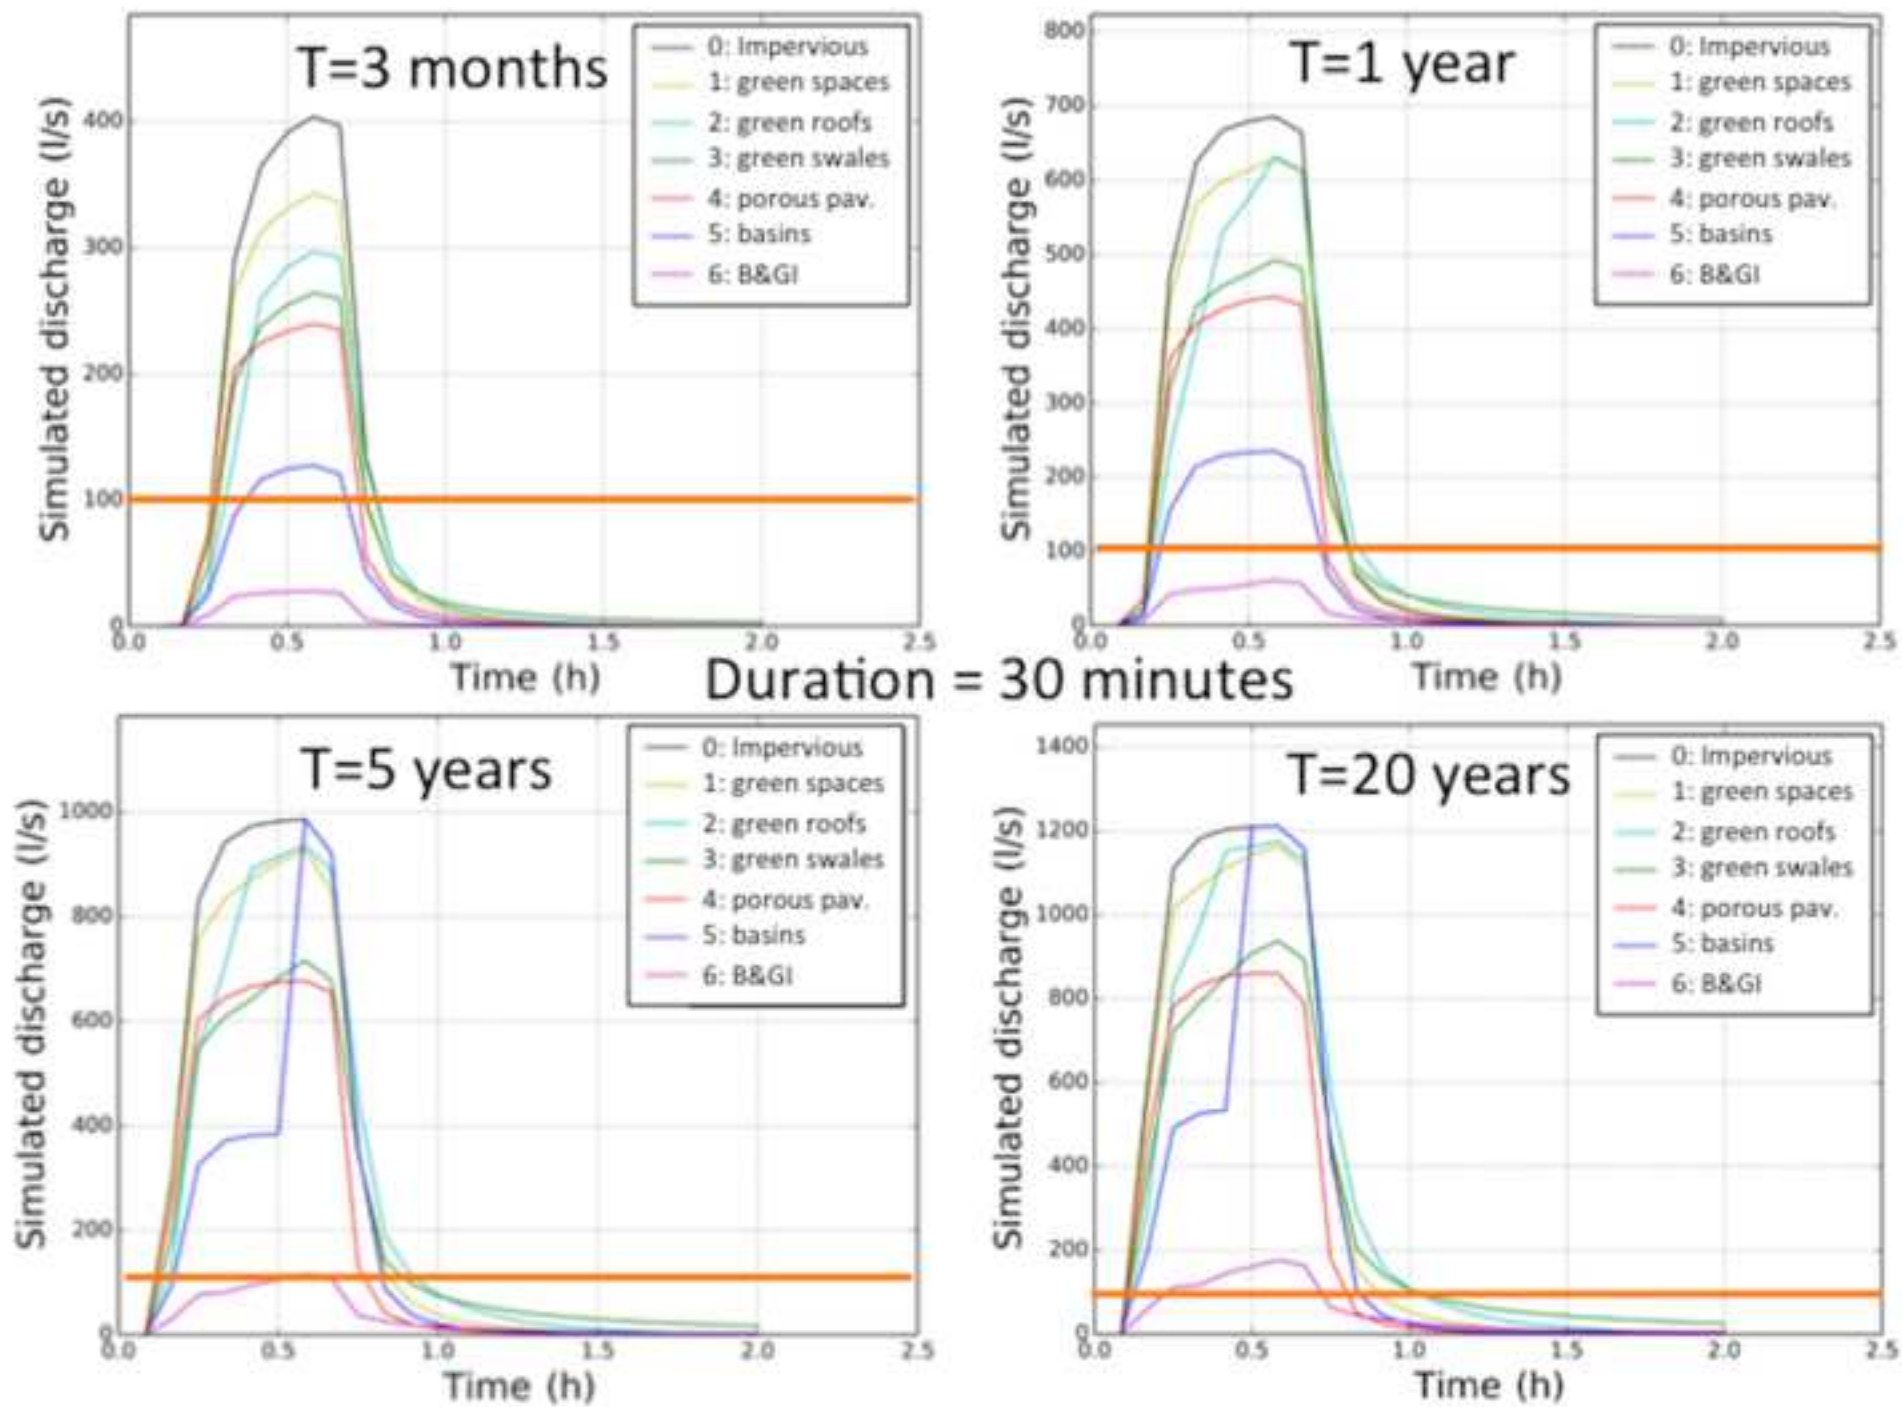 T=3 months
0: Impervious
1: green spaces
2: green roofs
3: green swales
4: porous pav.
5: basins
6: B&GI
Simulated discharge (l/s)
400
300
200
100
0
0.0 0.5 1.0 1.5 2.0 2.5
Time (h)
T=1 year
0: Impervious
1: green spaces
2: green roofs
3: green swales
4: porous pav.
5: basins
6: B&GI
Simulated discharge (l/s)
800
700
600
500
400
300
200
100
0
0.0 0.5 1.0 1.5 2.0 2.5
Time (h)
Duration = 30 minutes
T=5 years
0: Impervious
1: green spaces
2: green roofs
3: green swales
4: porous pav.
5: basins
6: B&GI
Simulated discharge (l/s)
1000
800
600
400
200
0
0.0 0.5 1.0 1.5 2.0 2.5
Time (h)
T=20 years
0: Impervious
1: green spaces
2: green roofs
3: green swales
4: porous pav.
5: basins
6: B&GI
Simulated discharge (l/s)
1400
1200
1000
800
600
400
200
0
0.0 0.5 1.0 1.5 2.0 2.5
Time (h)